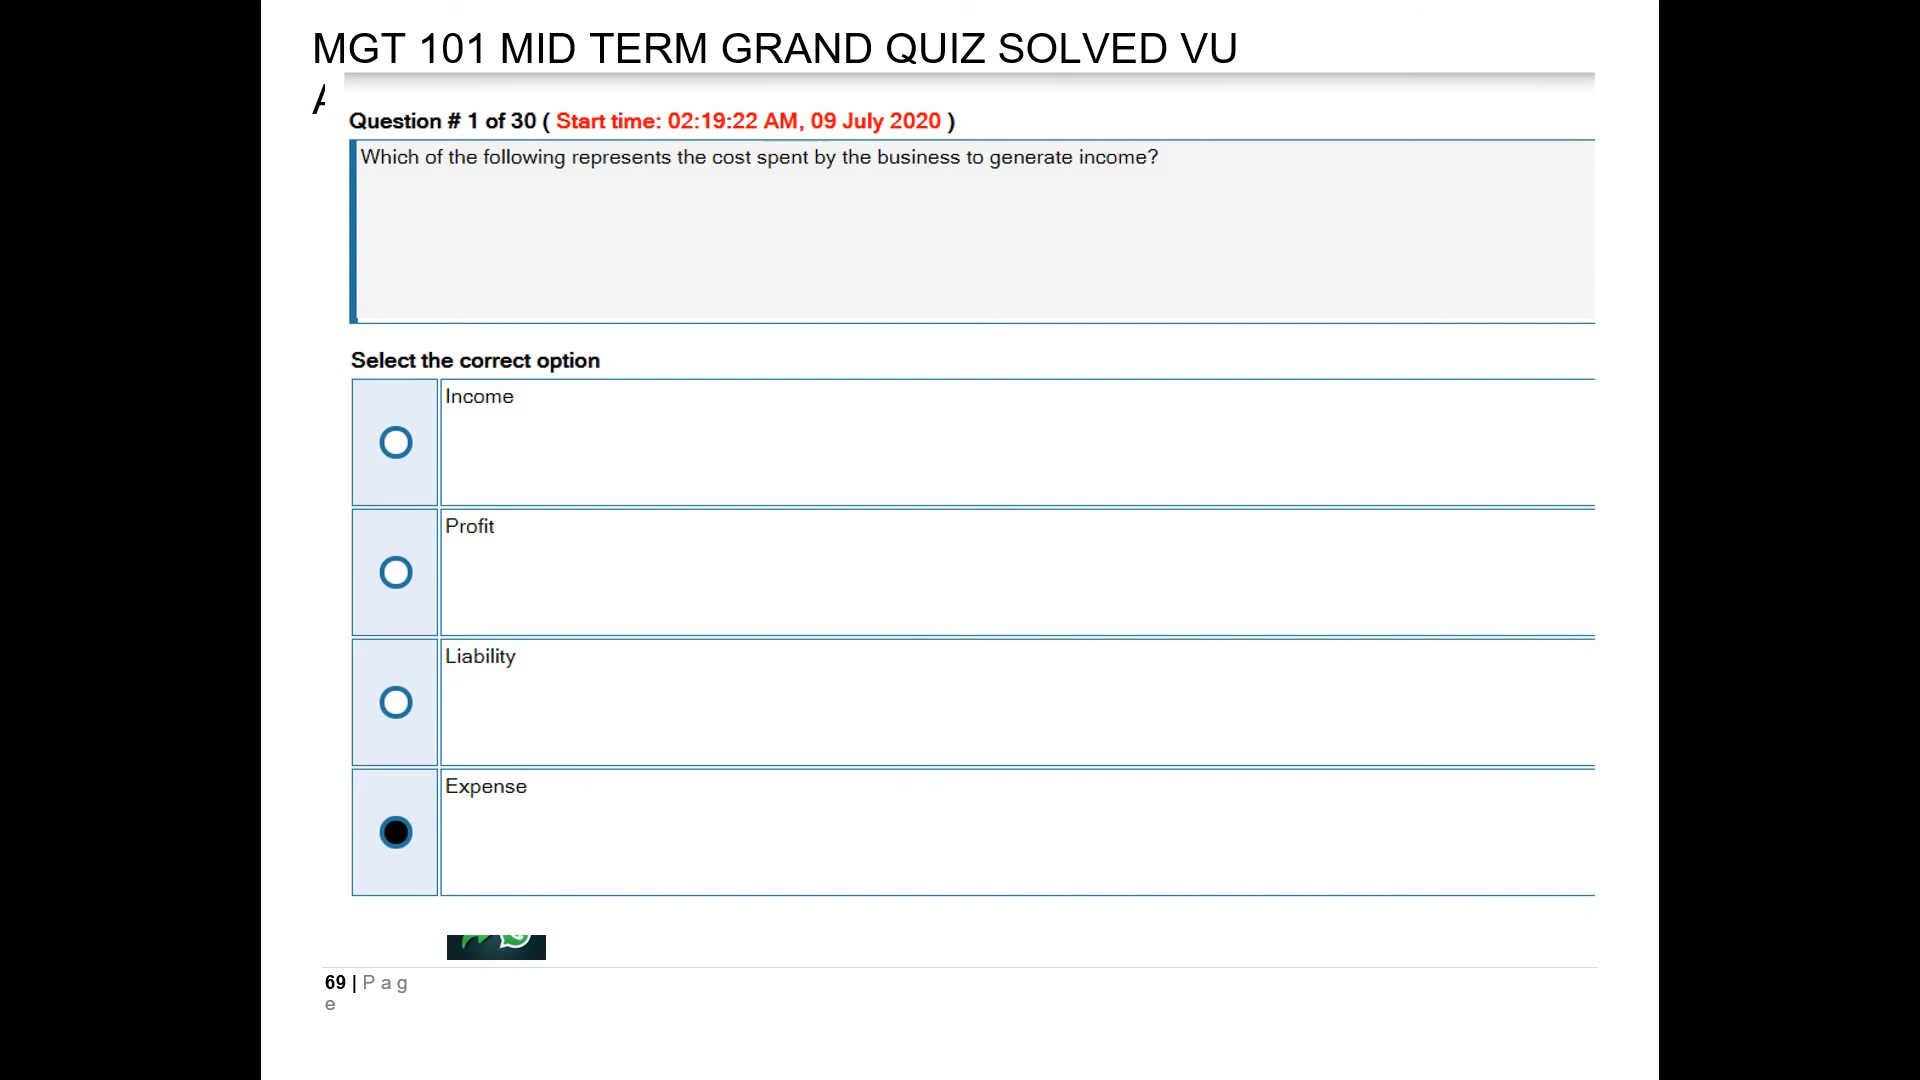 MGT 101 MID TERM GRAND QUIZ SOLVED VU
Question # 1 of 30 ( Start time: 02:19:22 AM, 09 July 2020 )
Which of the following represents the cost spent by the business to generate income?
Select the correct option
Income
Profit
Liability
Expense
69 | P a g
e